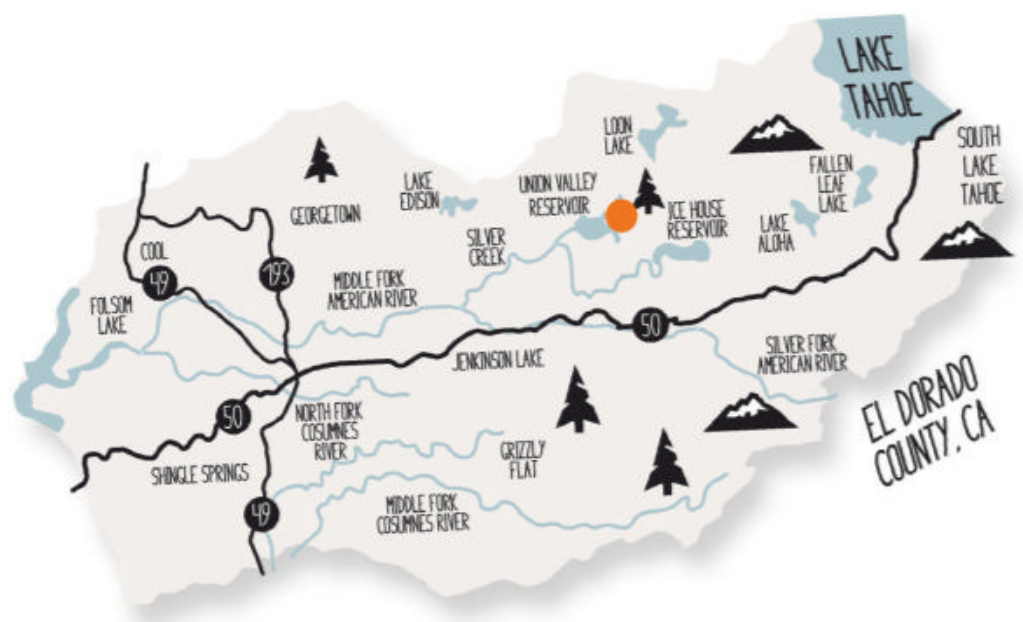 LAKE
TAHOE
LOON
LAKE
SOUTH
LAKE
TAHOE
FALLEN
LEAF
LAKE
LAKE
EDISON
UNION VALLEY
RESERVOIR
ICE HOUSE
RESERVOIR
GEORGETOWN
LAKE
ALOHA
SILVER
CREEK
COOL
49
193
MIDDLE FORK
AMERICAN RIVER
FOLSOM
LAKE
50
JENKINSON LAKE
SILVER FORK
AMERICAN RIVER
50
NORTH FORK
COSUMNES
RIVER
EL DORADO
COUNTY, CA
SHINGLE SPRINGS
GRIZZLY
FLAT
49
MIDDLE FORK
COSUMNES RIVER